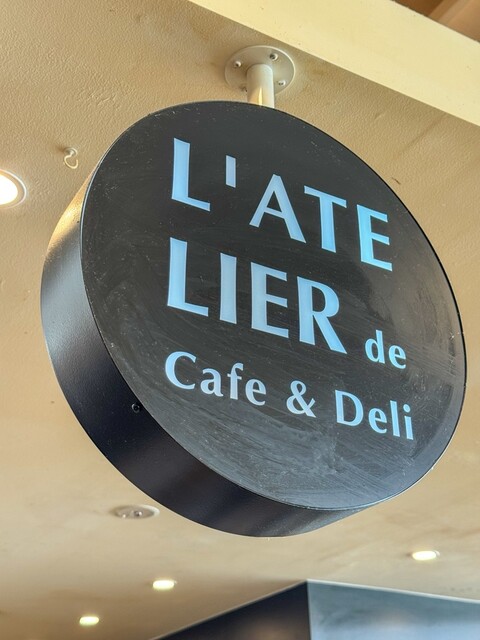 L'ATE
LIER de
Cafe & Deli